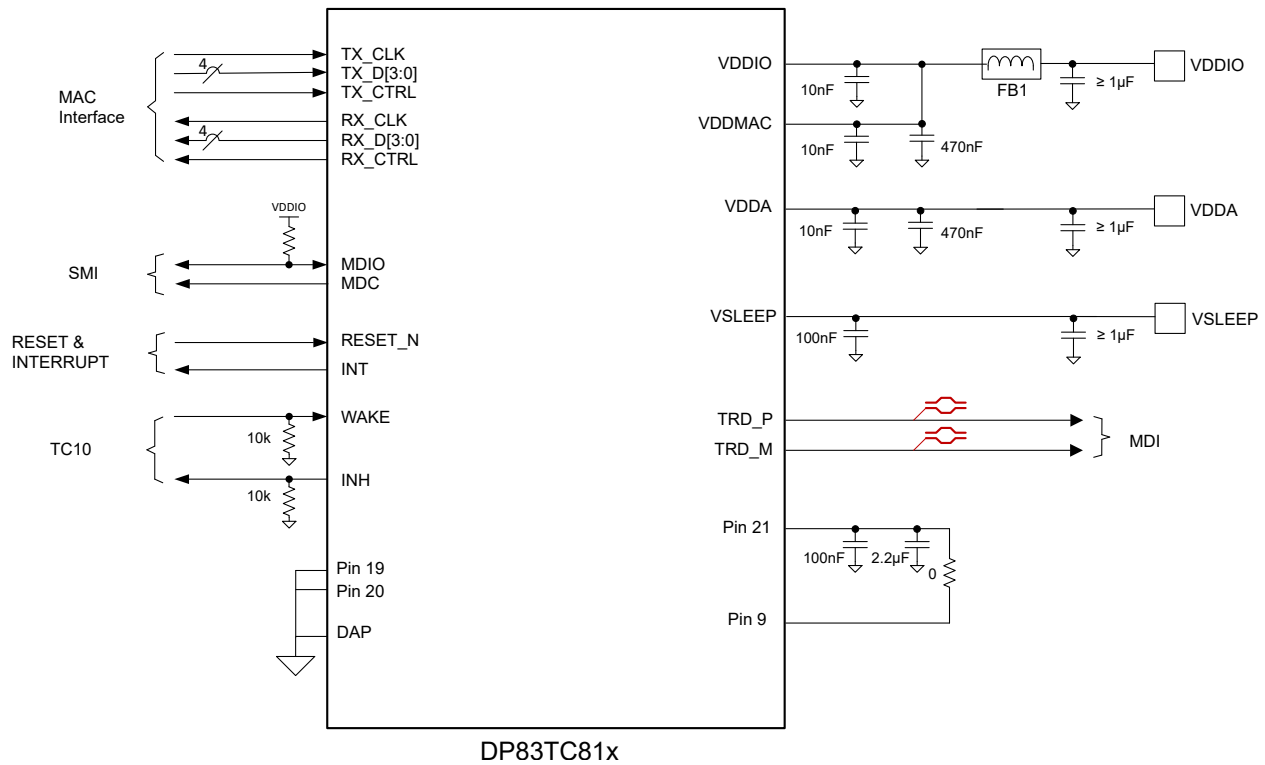 TX_CLK
4
TX_D[3:0]
TX_CTRL
MAC
Interface
RX_CLK
4
RX_D[3:0]
RX_CTRL
VDDIO
SMI
MDIO
MDC
RESET &
INTERRUPT
RESET_N
INT
WAKE
10k
TC10
INH
10k
Pin 19
Pin 20
DAP
VDDIO
10nF
FB1
≥ 1µF
VDDIO
VDDMAC
10nF
470nF
VDDA
10nF
470nF
≥ 1µF
VDDA
VSLEEP
100nF
≥ 1µF
VSLEEP
TRD_P
TRD_M
MDI
Pin 21
100nF
2.2µF
0
Pin 9
DP83TC81x